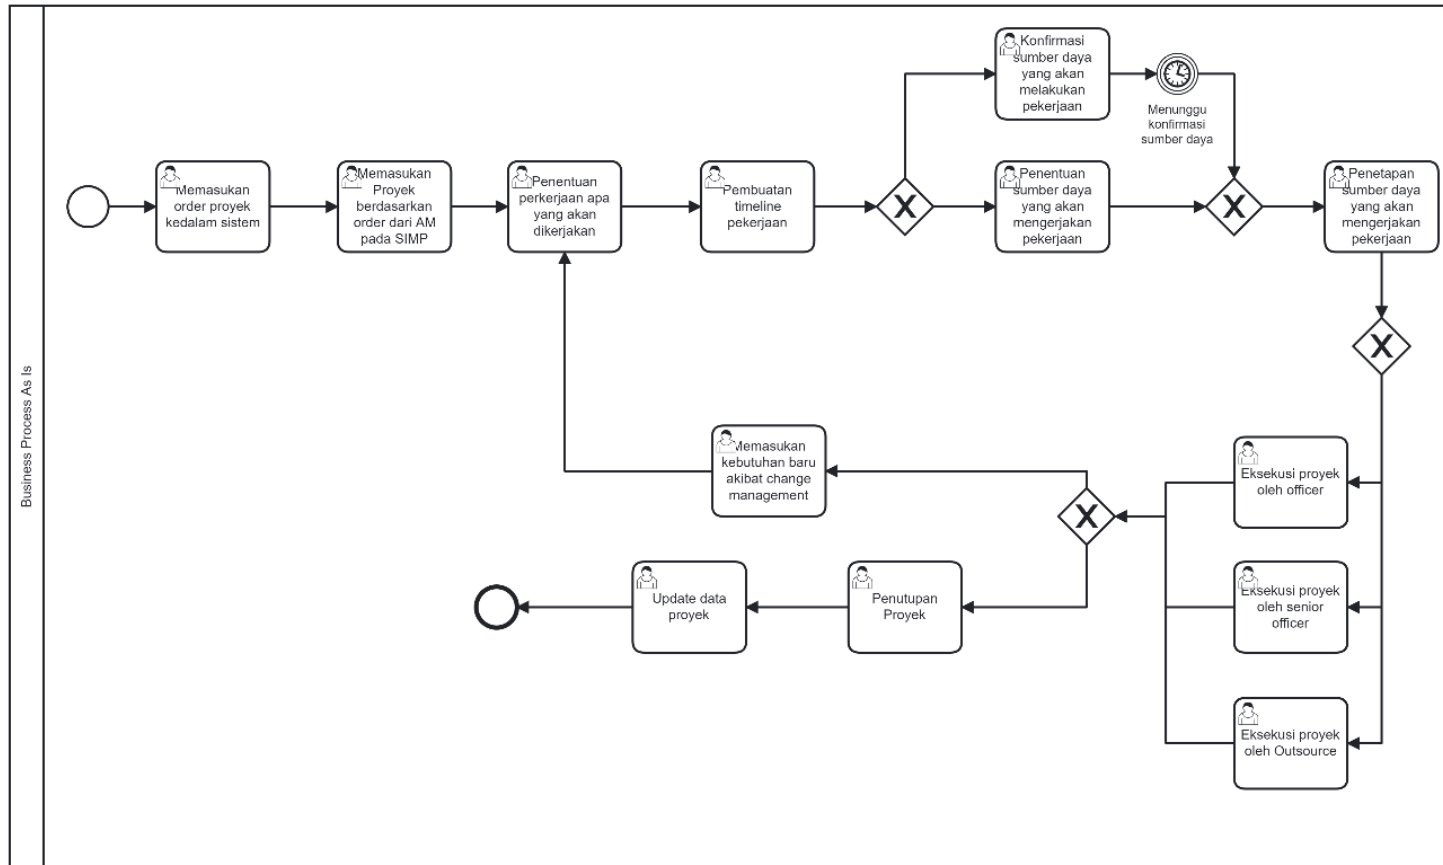 Business Process As Is
Memasukan
order proyek
kedalam sistem
Memasukan
Proyek
berdasarkan
order dari AM
pada SIMP
Penentuan
perkerjaan apa
yang akan
dikerjakan
Pembuatan
timeline
pekerjaan
Konfirmasi
sumber daya
yang akan
melakukan
pekerjaan
Menunggu
konfirmasi
sumber daya
Penentuan
sumber daya
yang akan
mengerjakan
pekerjaan
Penetapan
sumber daya
yang akan
mengerjakan
pekerjaan
Eksekusi proyek
oleh officer
Eksekusi proyek
oleh senior
officer
Eksekusi proyek
oleh Outsource
Memasukan
kebutuhan baru
akibat change
management
Penutupan
Proyek
Update data
proyek